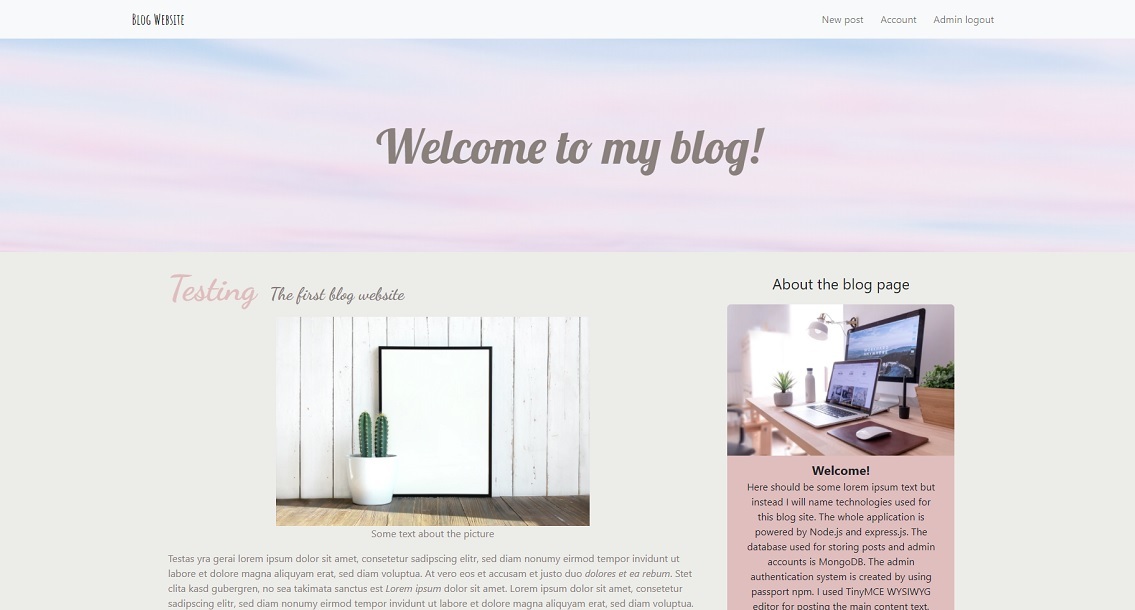 Blog Website
New post Account Admin logout
Welcome to my blog!
Testing The first blog website
Some text about the picture
Testas yra gerai lorem ipsum dolor sit amet, consetetur sadipscing elitr, sed diam nonumy eirmod tempor invidunt ut
labore et dolore magna aliquyam erat, sed diam voluptua. At vero eos et accusam et justo duo dolores et ea rebum. Stet
clita kasd gubergren, no sea takimata sanctus est Lorem ipsum dolor sit amet. Lorem ipsum dolor sit amet, consetetur
sadipscing elitr, sed diam nonumy eirmod tempor invidunt ut labore et dolore magna aliquyam erat, sed diam voluptua.
About the blog page
Welcome!
Here should be some lorem ipsum text but
instead I will name technologies used for
this blog site. The whole application is
powered by Node.js and express.js. The
database used for storing posts and admin
accounts is MongoDB. The admin
authentication system is created by using
passport npm. I used TinyMCE WYSIWYG
editor for posting the main content text.